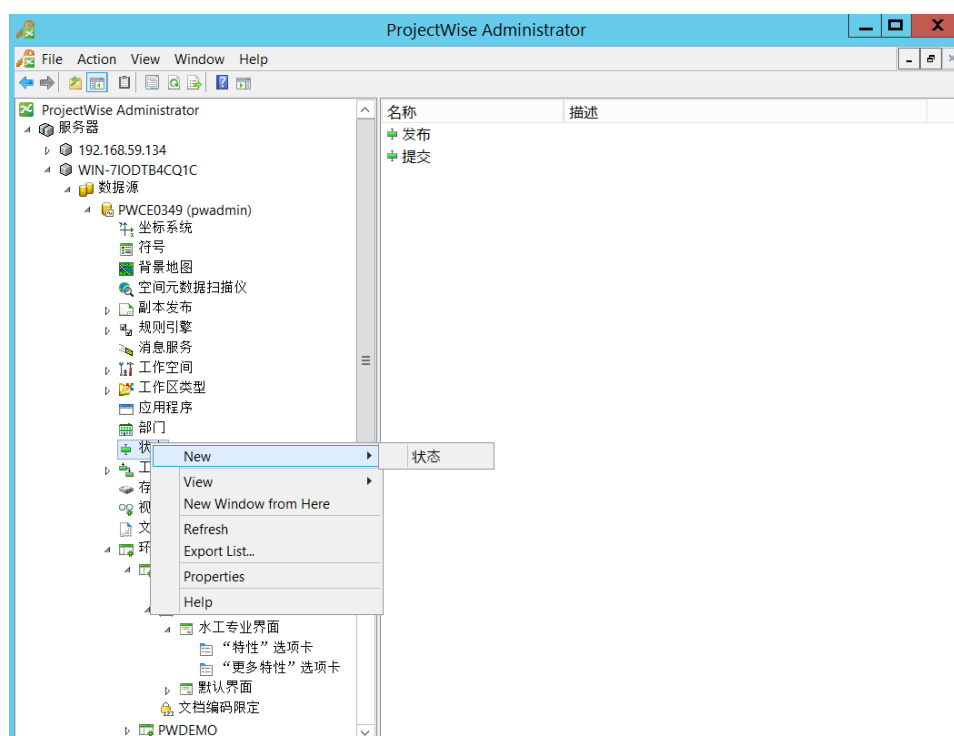 ProjectWise Administrator
File Action View Window Help
ProjectWise Administrator
服务器
192.168.59.134
WIN-7IODTB4CQ1C
数据源
PWCE0349 (pwadmin)
坐标系统
符号
背景地图
空间元数据扫描仪
副本发布
规则引擎
消息服务
工作空间
工作区类型
应用程序
部门
状
工
存
视
文
环
水工专业界面
“特性”选项卡
“更多特性”选项卡
默认界面
文档编码限定
PWDEMO
名称 描述
发布
提交
New
View
New Window from Here
Refresh
Export List...
Properties
Help
状态